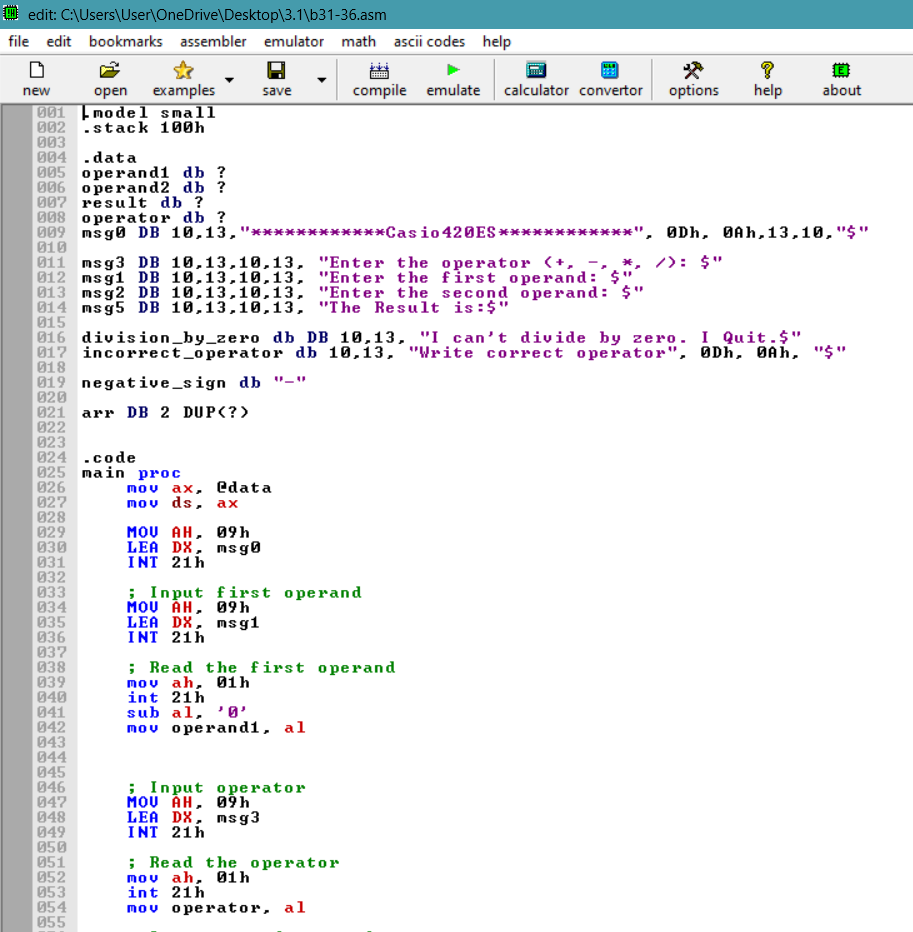 edit: C:\Users\User\OneDrive\Desktop\3.1\b31-36.asm
file edit bookmarks assembler emulator math ascii codes help
new open examples save compile emulate calculator convertor options help about
001 .model small
002 .stack 100h
003
004 .data
005 operand1 db ?
006 operand2 db ?
007 result db ?
008 operator db ?
009 msg0 DB 10,13,"************Casio420ES************", 0Dh, 0Ah,13,10,"$"
010
011 msg3 DB 10,13,10,13, "Enter the operator (+, -, *, /): $"
012 msg1 DB 10,13,10,13, "Enter the first operand: $"
013 msg2 DB 10,13,10,13, "Enter the second operand: $"
014 msg5 DB 10,13,10,13, "The Result is:$"
015
016 division_by_zero db DB 10,13, "I can't divide by zero. I Quit.$"
017 incorrect_operator db 10,13, "Write correct operator", 0Dh, 0Ah, "$"
018
019 negative_sign db "-"
020
021 arr DB 2 DUP(?)
022
023
024 .code
025 main proc
026 mov ax, @data
027 mov ds, ax
028
029 MOV AH, 09h
030 LEA DX, msg0
031 INT 21h
032
033 ; Input first operand
034 MOV AH, 09h
035 LEA DX, msg1
036 INT 21h
037
038 ; Read the first operand
039 mov ah, 01h
040 int 21h
041 sub al, '0'
042 mov operand1, al
043
044
045
046 ; Input operator
047 MOV AH, 09h
048 LEA DX, msg3
049 INT 21h
050
051 ; Read the operator
052 mov ah, 01h
053 int 21h
054 mov operator, al
055